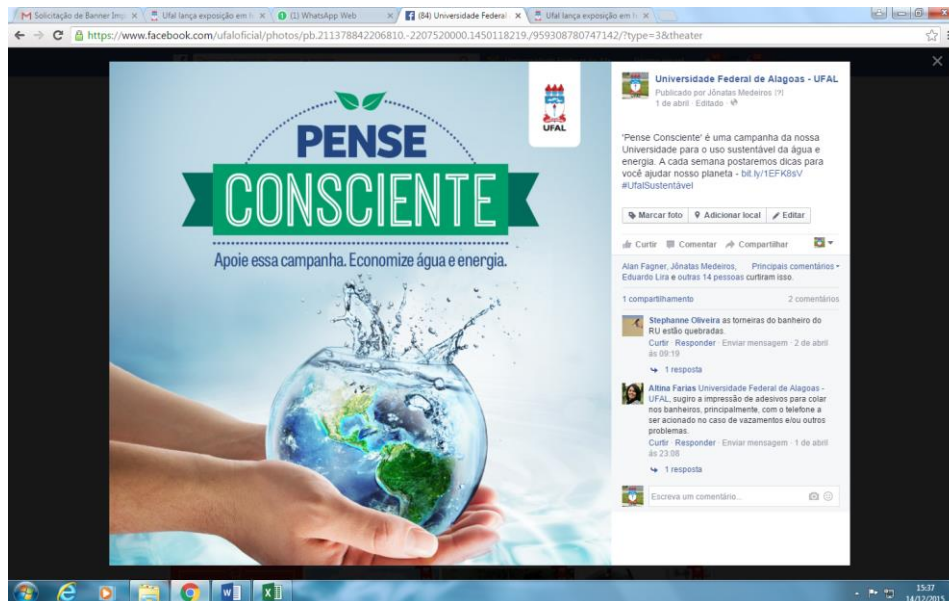 Solicitação de Banner Imp
Ufal lança exposição em h
(1) WhatsApp Web
(84) Universidade Federal
Ufal lança exposição em h
https://www.facebook.com/ufaloficial/photos/pb.211378842206810.-2207520000.1450118219./959308780747142/?type=3&theater
UFAL
PENSE
CONSCIENTE
Apoie essa campanha. Economize água e energia.
Universidade Federal de Alagoas - UFAL
Publicado por Jônatas Medeiros [?]
1 de abril · Editado ·
'Pense Consciente' é uma campanha da nossa
Universidade para o uso sustentável da água e
energia. A cada semana postaremos dicas para
você ajudar nosso planeta - bit.ly/1EFK8sV
#UfalSustentável
Marcar foto Adicionar local Editar
Curtir Comentar Compartilhar
Alan Fagner, Jônatas Medeiros, Principais comentários
Eduardo Lira e outras 14 pessoas curtiram isso.
1 compartilhamento 2 comentários
Stephanne Oliveira as torneiras do banheiro do
RU estão quebradas.
Curtir · Responder · Enviar mensagem · 2 de abril
às 09:19
1 resposta
Altina Farias Universidade Federal de Alagoas -
UFAL, sugiro a impressão de adesivos para colar
nos banheiros, principalmente, com o telefone a
ser acionado no caso de vazamentos e/ou outros
problemas.
Curtir · Responder · Enviar mensagem · 1 de abril
às 23:08
1 resposta
Escreva um comentário...
15:37
14/12/2015